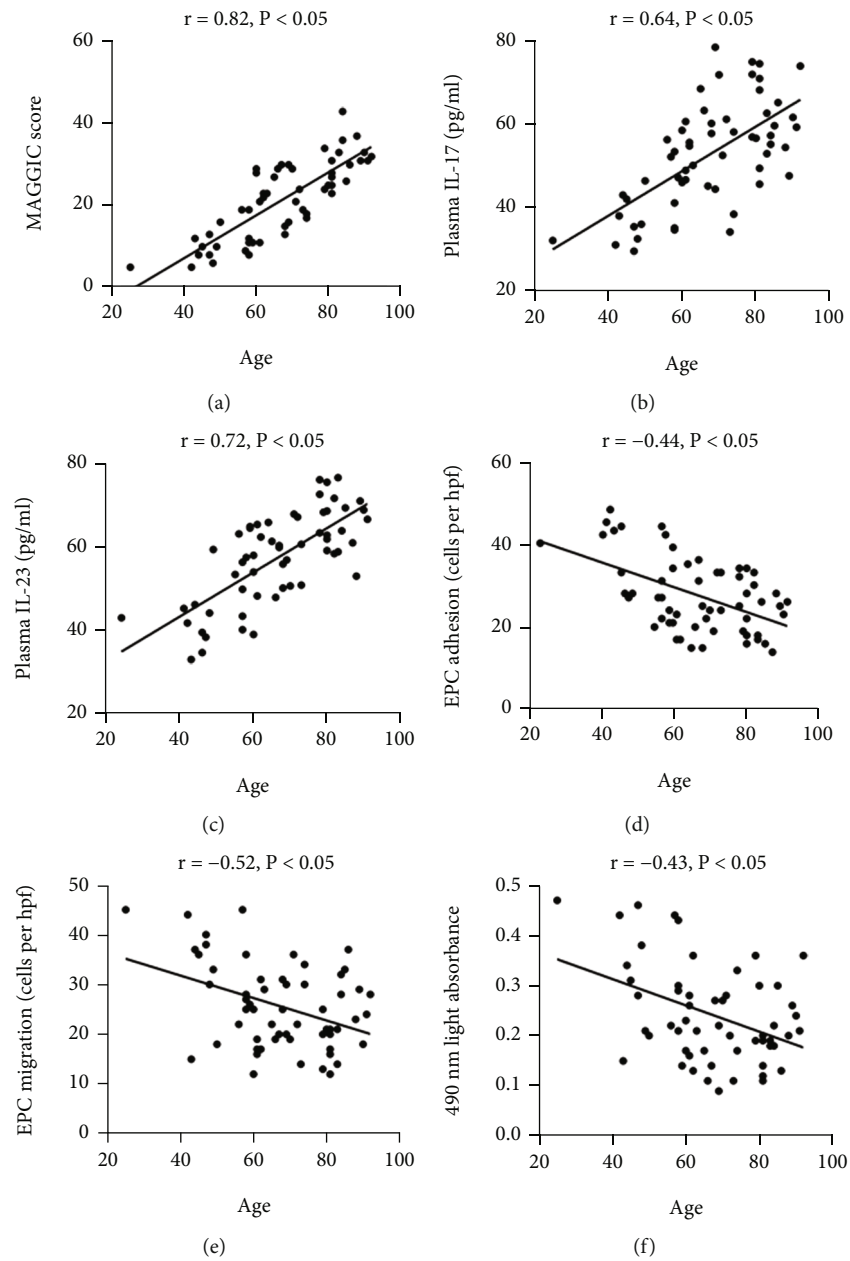 r = 0.82, P < 0.05
MAGGIC score
60
40
20
0
20 40 60 80 100
Age
(a)
r = 0.64, P < 0.05
Plasma IL-17 (pg/ml)
80
60
40
20
20 40 60 80 100
Age
(b)
r = 0.72, P < 0.05
Plasma IL-23 (pg/ml)
80
60
40
20
20 40 60 80 100
Age
(c)
r = −0.44, P < 0.05
EPC adhesion (cells per hpf)
60
40
20
0
20 40 60 80 100
Age
(d)
r = −0.52, P < 0.05
EPC migration (cells per hpf)
50
40
30
20
10
0
20 40 60 80 100
Age
(e)
r = −0.43, P < 0.05
490 nm light absorbance
0.5
0.4
0.3
0.2
0.1
0.0
20 40 60 80 100
Age
(f)